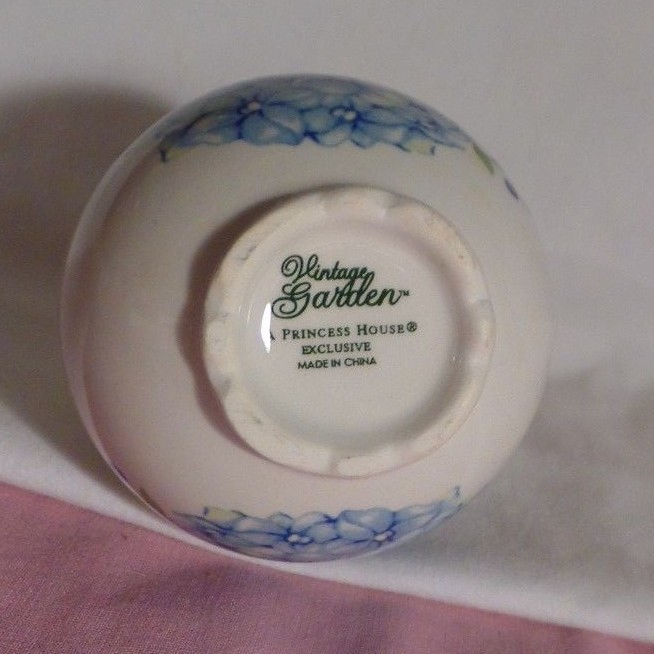 Vintage
Garden™
A PRINCESS HOUSE®
EXCLUSIVE
MADE IN CHINA